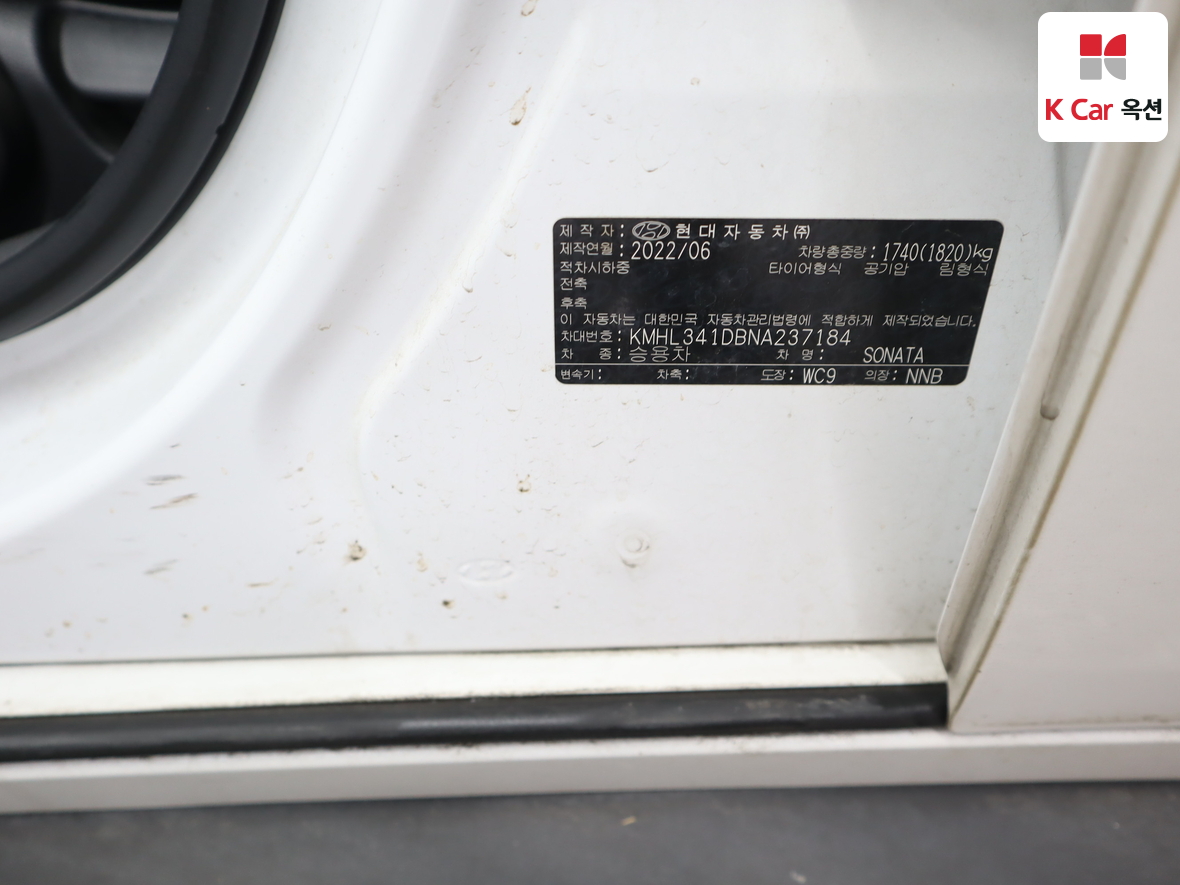 K Car 옥션
제 작 자 : 현 대 자 동 차 ㈜
제작연월 : 2022/06 차량총중량 : 1740(1820)kg
적차시하중 타이어형식 공기압 림형식
전축
후축
이 자동차는 대한민국 자동차관리법령에 적합하게 제작되었습니다.
차대번호 : KMHL341DBNA237184
차 종 : 승용차 차 명 : SONATA
변속기 : 차축 : 도장 : WC9 의장 : NNB